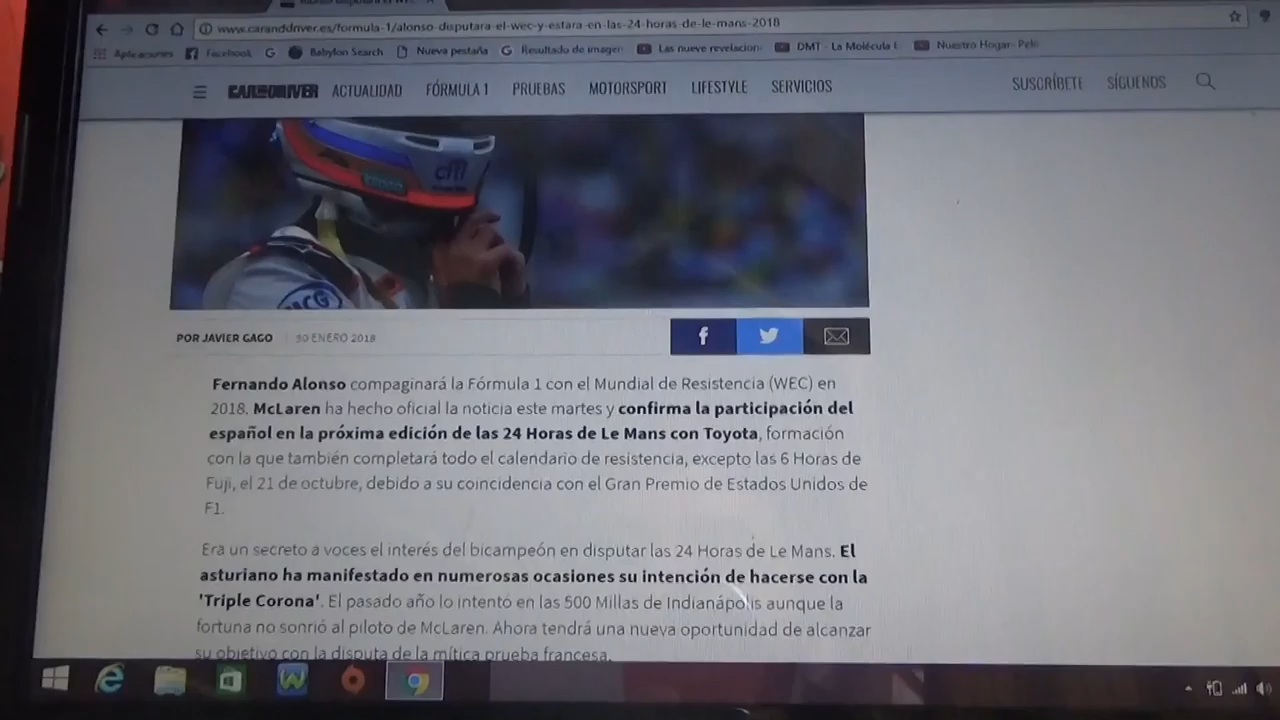 www.caranddriver.es/formula-1/alonso-disputara-el-wec-y-estara-en-las-24-horas-de-le-mans-2018
Aplicaciones Facebook Babylon Search Nueva pestaña Resultado de imagen Las nueve revelacion DMT - La Molécula Nuestro Hogar- Peli
CAR AND DRIVER ACTUALIDAD FÓRMULA 1 PRUEBAS MOTORSPORT LIFESTYLE SERVICIOS SUSCRÍBETE SÍGUENOS
citi
MCG
POR JAVIER GAGO 30 ENERO 2018
Fernando Alonso compaginará la Fórmula 1 con el Mundial de Resistencia (WEC) en
2018. McLaren ha hecho oficial la noticia este martes y confirma la participación del
español en la próxima edición de las 24 Horas de Le Mans con Toyota, formación
con la que también completará todo el calendario de resistencia, excepto las 6 Horas de
Fuji, el 21 de octubre, debido a su coincidencia con el Gran Premio de Estados Unidos de
F1.
Era un secreto a voces el interés del bicampeón en disputar las 24 Horas de Le Mans. El
asturiano ha manifestado en numerosas ocasiones su intención de hacerse con la
'Triple Corona'. El pasado año lo intentó en las 500 Millas de Indianápolis aunque la
fortuna no sonrió al piloto de McLaren. Ahora tendrá una nueva oportunidad de alcanzar
su objetivo con la disputa de la mítica prueba francesa.